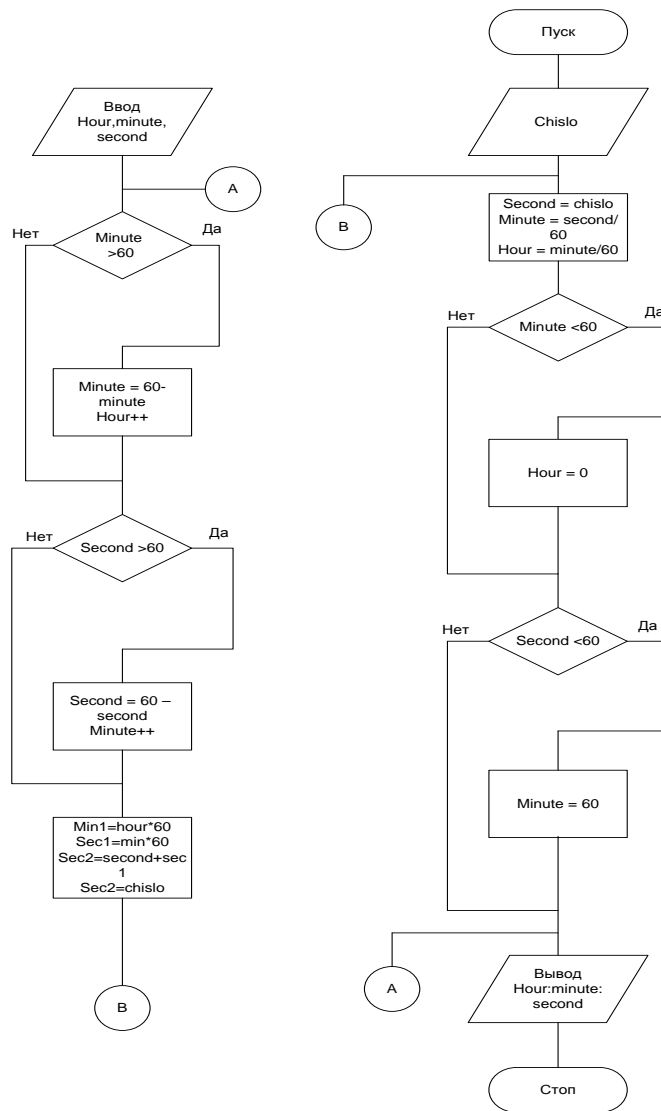 Ввод
Hour,minute,
second
A
Нет
Да
Minute
>60
Minute = 60-
minute
Hour++
Нет
Да
Second >60
Second = 60 –
second
Minute++
Min1=hour*60
Sec1=min*60
Sec2=second+sec
1
Sec2=chislo
B
Пуск
Chislo
B
Second = chislo
Minute = second/
60
Hour = minute/60
Нет
Да
Minute <60
Hour = 0
Нет
Да
Second <60
Minute = 60
A
Вывод
Hour:minute:
second
Стоп